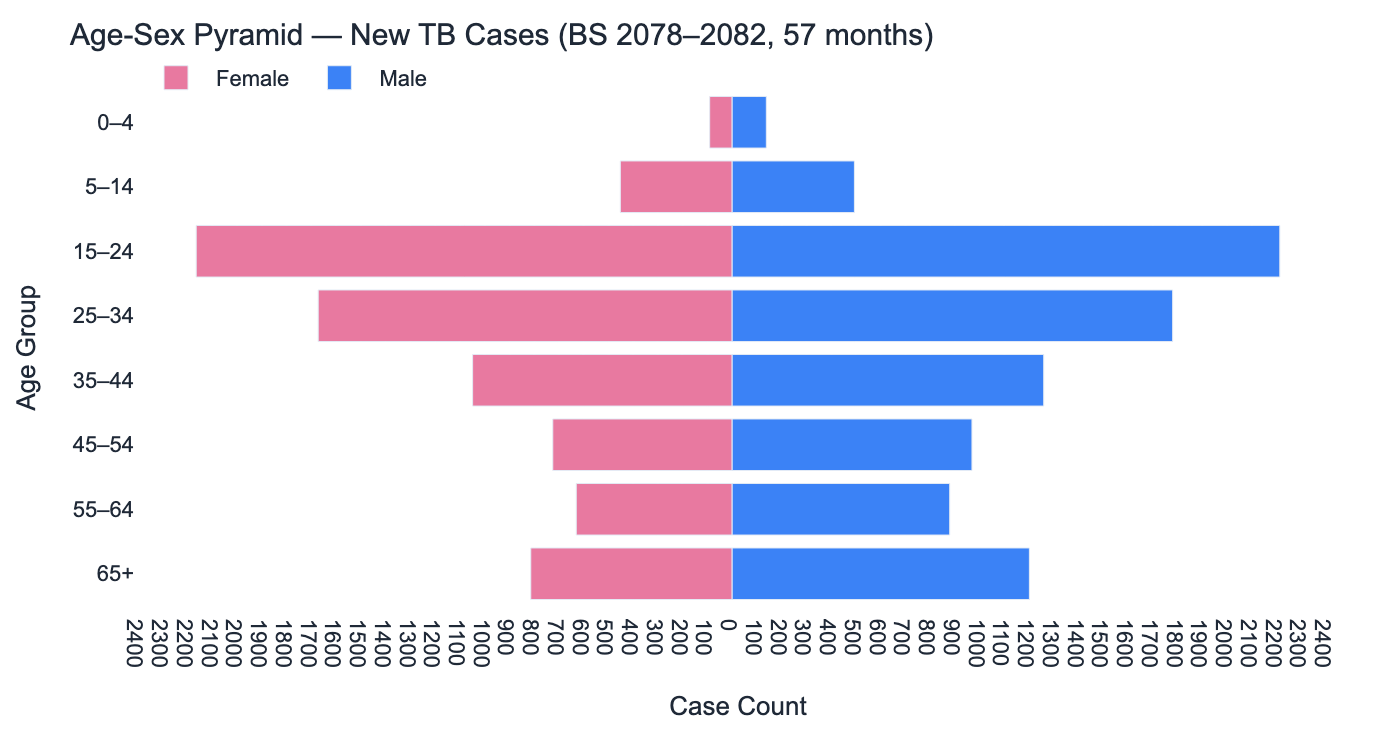 Age-Sex Pyramid — New TB Cases (BS 2078–2082, 57 months)
Female Male
0–4
5–14
15–24
25–34
35–44
45–54
55–64
65+
Age Group
2400 2300 2200 2100 2000 1900 1800 1700 1600 1500 1400 1300 1200 1100 1000 900 800 700 600 500 400 300 200 100 0 100 200 300 400 500 600 700 800 900 1000 1100 1200 1300 1400 1500 1600 1700 1800 1900 2000 2100 2200 2300 2400
Case Count